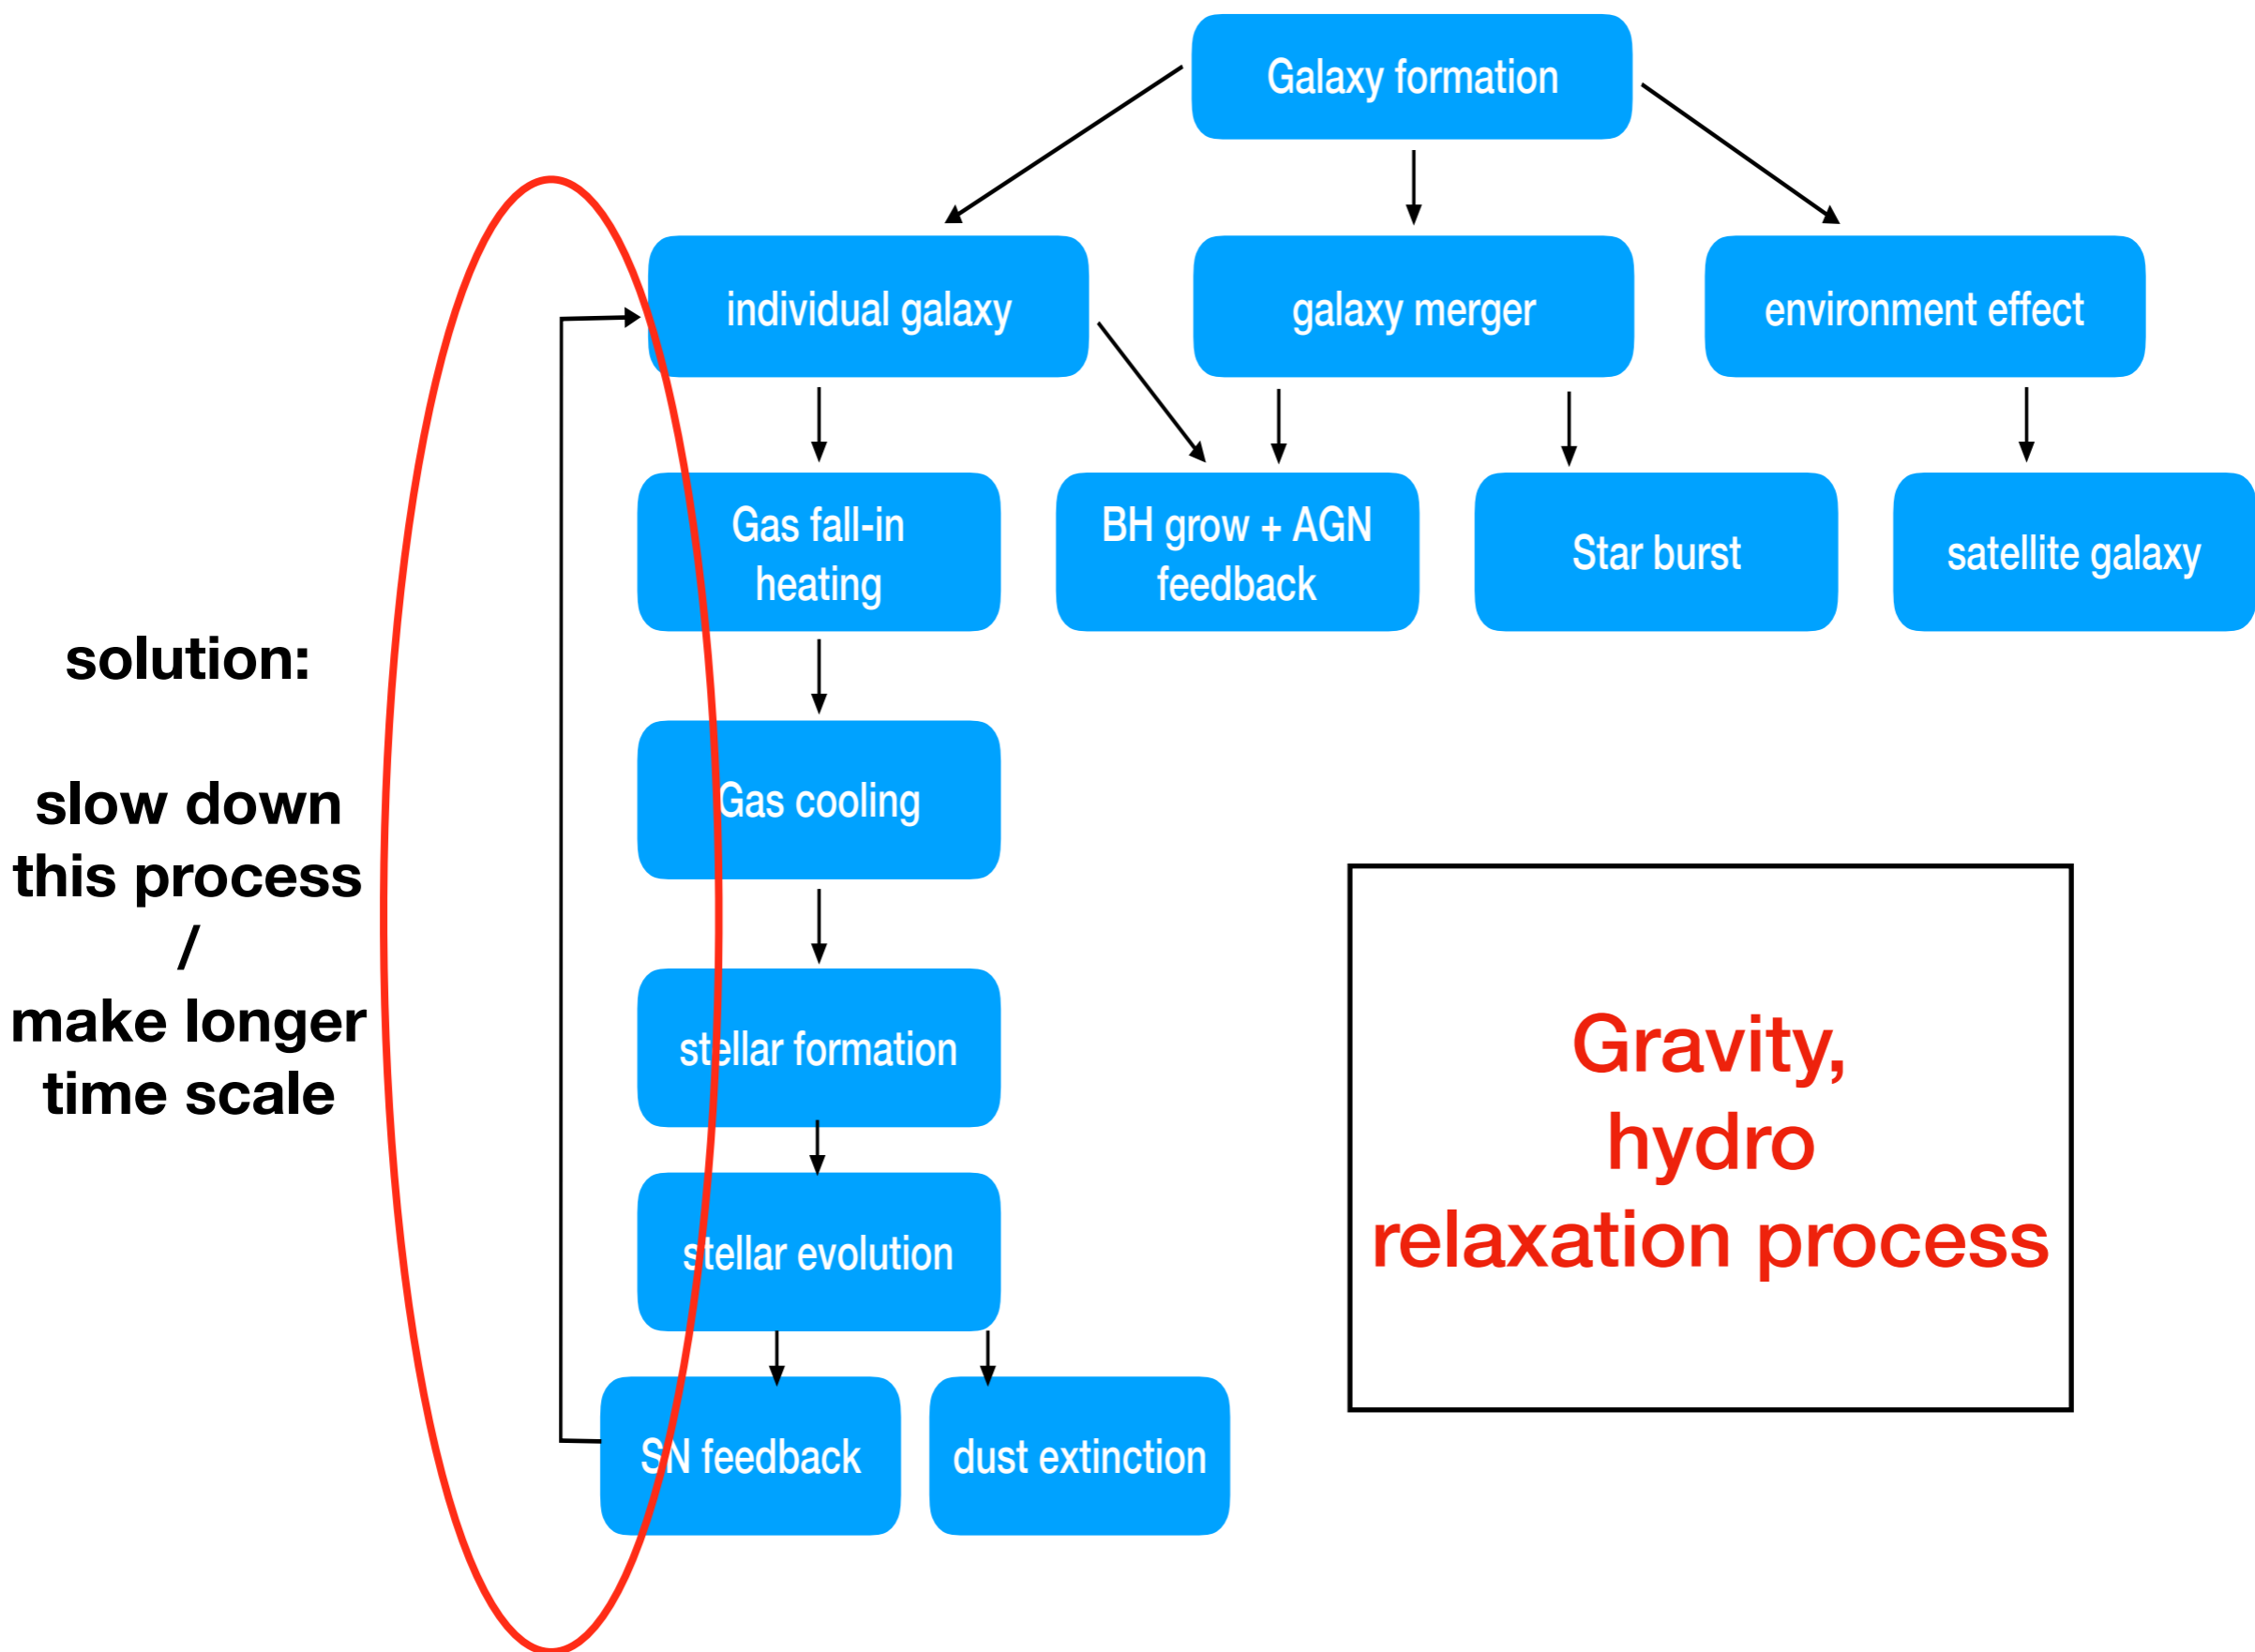 Galaxy formation
individual galaxy
galaxy merger
environment effect
Gas fall-in
heating
BH grow + AGN
feedback
Star burst
satellite galaxy
solution:
slow down
this process
/
make longer
time scale
Gas cooling
stellar formation
stellar evolution
SN feedback
dust extinction
Gravity,
hydro
relaxation process